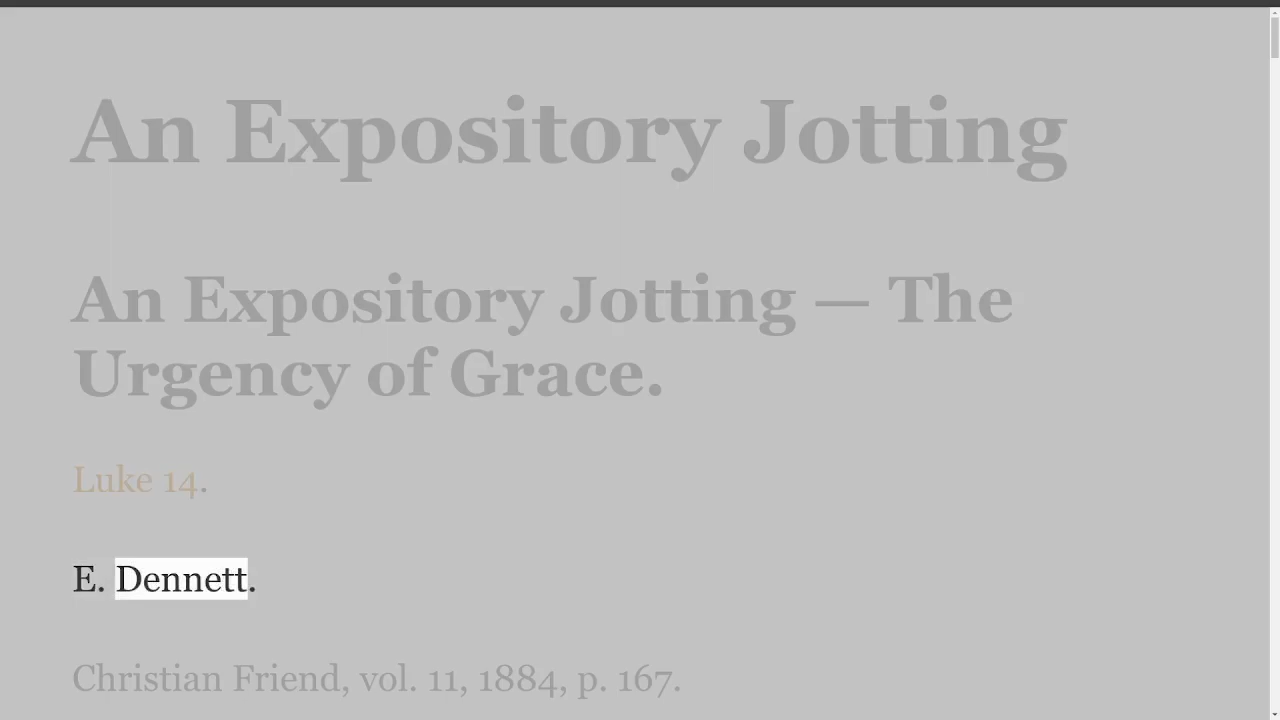 An Expository Jotting
An Expository Jotting — The
Urgency of Grace.
Luke 14.
E. Dennett.
Christian Friend, vol. 11, 1884, p. 167.